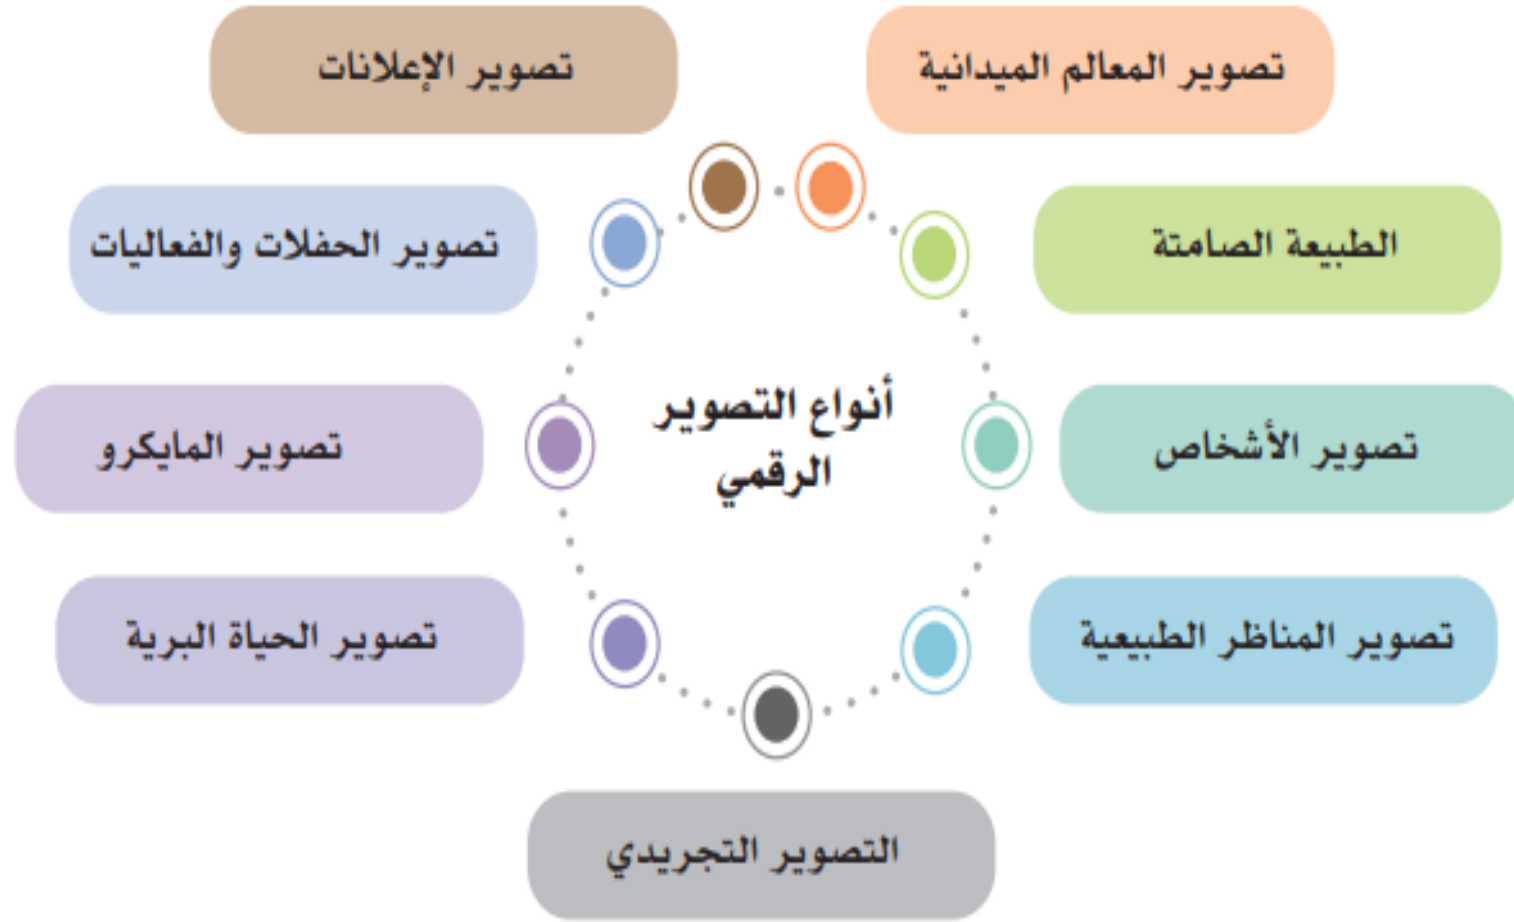 تصوير المعالم الميدانية
تصوير الإعلانات
الطبيعة الصامتة
تصوير الحفلات والفعاليات
أنواع التصوير
الرقمي
تصوير الأشخاص
تصوير المايكرو
تصوير المناظر الطبيعية
تصوير الحياة البرية
التصوير التجريدي